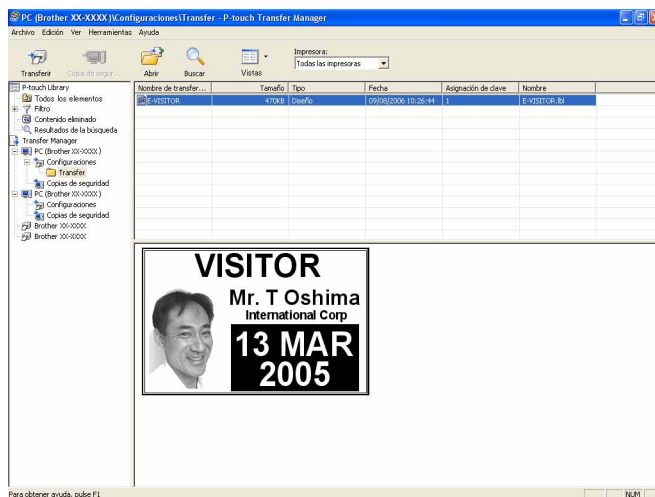 PC (Brother XX-XXXX )\Configuraciones\Transfer - P-touch Transfer Manager
Archivo Edición Ver Herramientas Ayuda
Transferir Copia de segur... Abrir Buscar Vistas
Impresora:
Todas las impresoras
P-touch Library
Todos los elementos
Filtro
Contenido eliminado
Resultados de la búsqueda
Transfer Manager
PC (Brother XX-XXXX )
Configuraciones
Transfer
Copias de seguridad
PC (Brother XX-XXXX )
Configuraciones
Copias de seguridad
Brother XX-XXXX
Brother XX-XXXX
Nombre de transfer... Tamaño Tipo Fecha Asignación de clave Nombre
E-VISITOR 470KB Diseño 09/08/2006 10:26:44 1 E-VISITOR.lbl
VISITOR
Mr. T Oshima
International Corp
13 MAR
2005
Para obtener ayuda, pulse F1
NUM